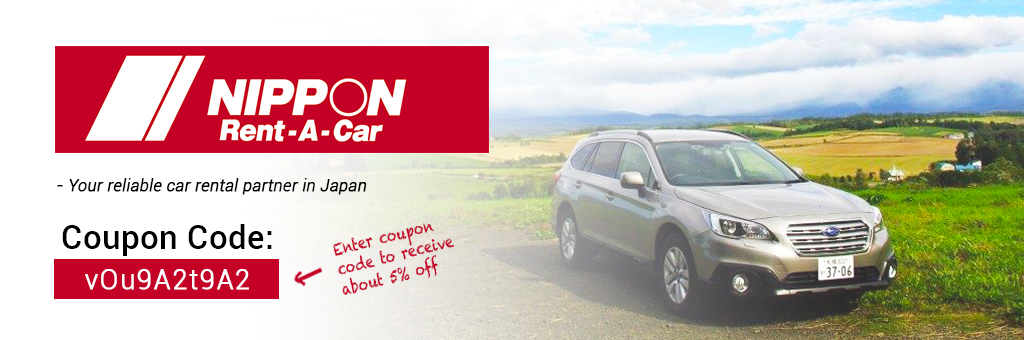 NIPPON
Rent-A-Car
- Your reliable car rental partner in Japan
Coupon Code:
vOu9A2t9A2
Enter coupon
code to receive
about 5% off
37-06